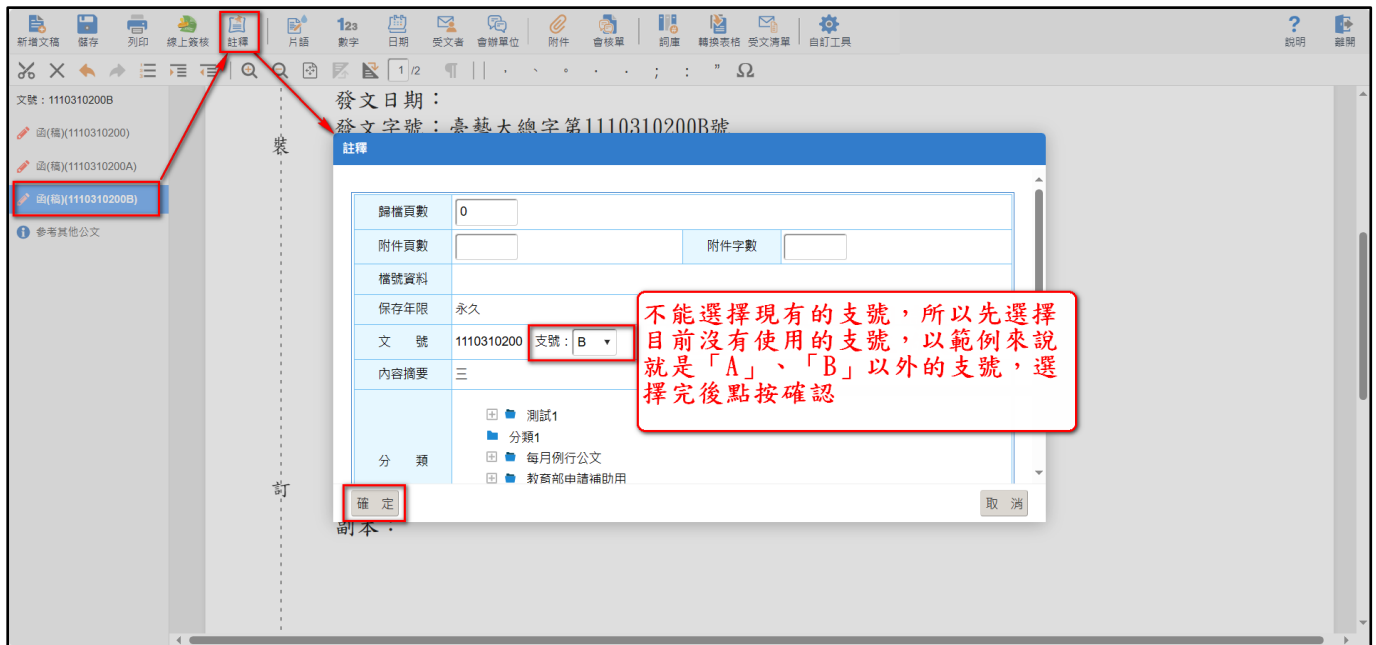 新增文稿 儲存 列印 線上簽核 註釋 片語 123 數字 日期 受文者 會辦單位 附件 會核單 詞庫 轉換表格 受文清單 自訂工具 ? 說明 離開
1 /2 ¶ ， 、 。 ． ‧ ； ： ” Ω
文號：1110310200B
函(稿)(1110310200)
函(稿)(1110310200A)
函(稿)(1110310200B)
參考其他公文
發文日期：
發文字號：臺藝大總字第1110310200B號
裝
註釋
歸檔頁數 0
附件頁數 附件字數
檔號資料
保存年限 永久
文 號 1110310200 支號：B
內容摘要 三
分 類
測試1
分類1
每月例行公文
教育部申請補助用
不能選擇現有的支號，所以先選擇
目前沒有使用的支號，以範例來說
就是「A」、「B」以外的支號，選
擇完後點按確認
確 定 取 消
訂
副本：